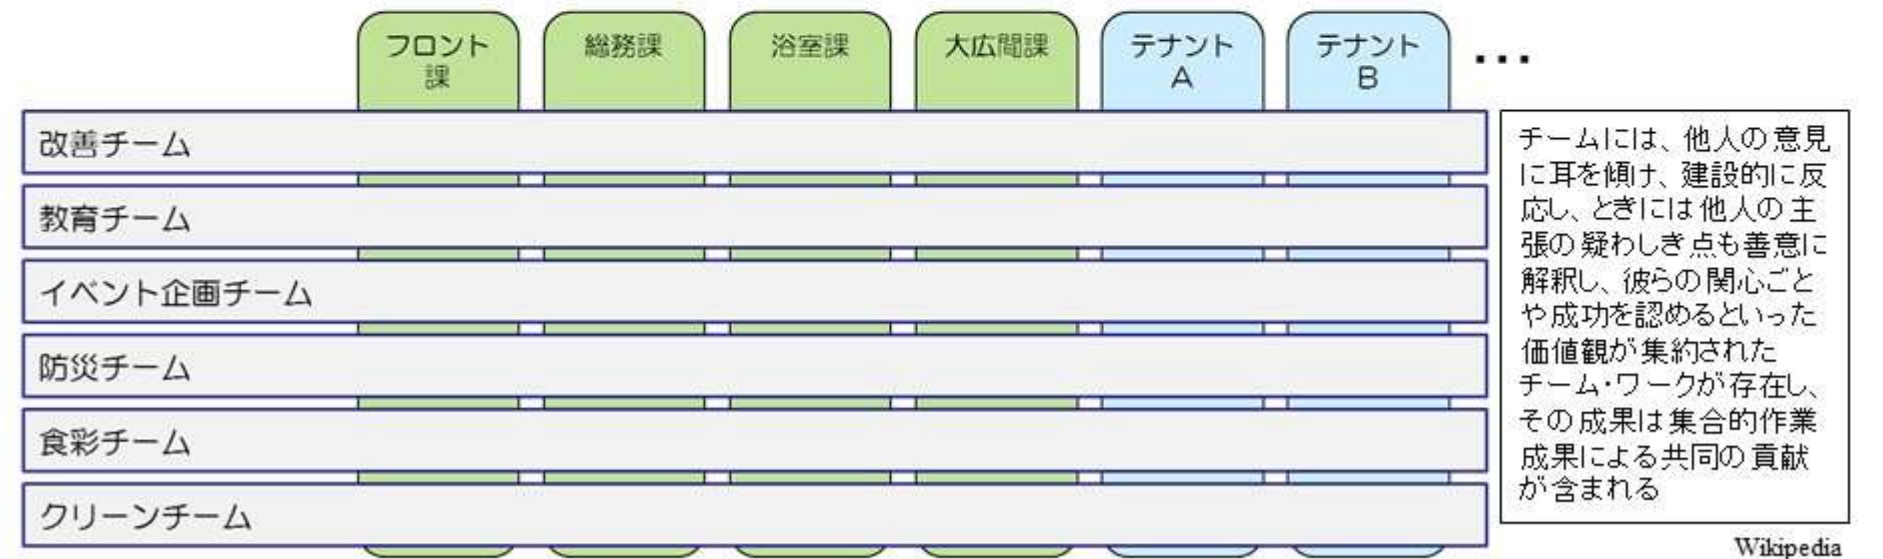 フロント
課
総務課
浴室課
大広間課
テナント
A
テナント
B
...
改善チーム
教育チーム
イベント企画チーム
防災チーム
食彩チーム
クリーンチーム
チームには、他人の意見
に耳を傾け、建設的に反
応し、ときには他人の主
張の疑わしき点も善意に
解釈し、彼らの関心ごと
や成功を認めるといった
価値観が集約された
チーム・ワークが存在し、
その成果は集合的作業
成果による共同の貢献
が含まれる
Wikipedia